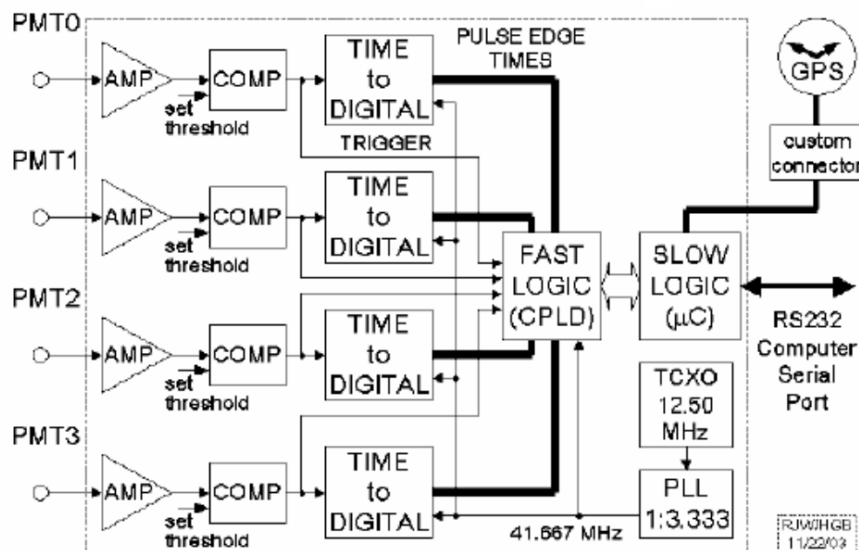 PMT0
AMP
set
threshold
COMP
TIME
to
DIGITAL
PULSE EDGE
TIMES
GPS
custom
connector
TRIGGER
PMT1
AMP
set
threshold
COMP
TIME
to
DIGITAL
FAST
LOGIC
(CPLD)
SLOW
LOGIC
(µC)
RS232
Computer
Serial
Port
PMT2
AMP
set
threshold
COMP
TIME
to
DIGITAL
TCXO
12.50
MHz
PMT3
AMP
set
threshold
COMP
TIME
to
DIGITAL
41.667 MHz
PLL
1:3.333
RJW/HGB
11/22/03